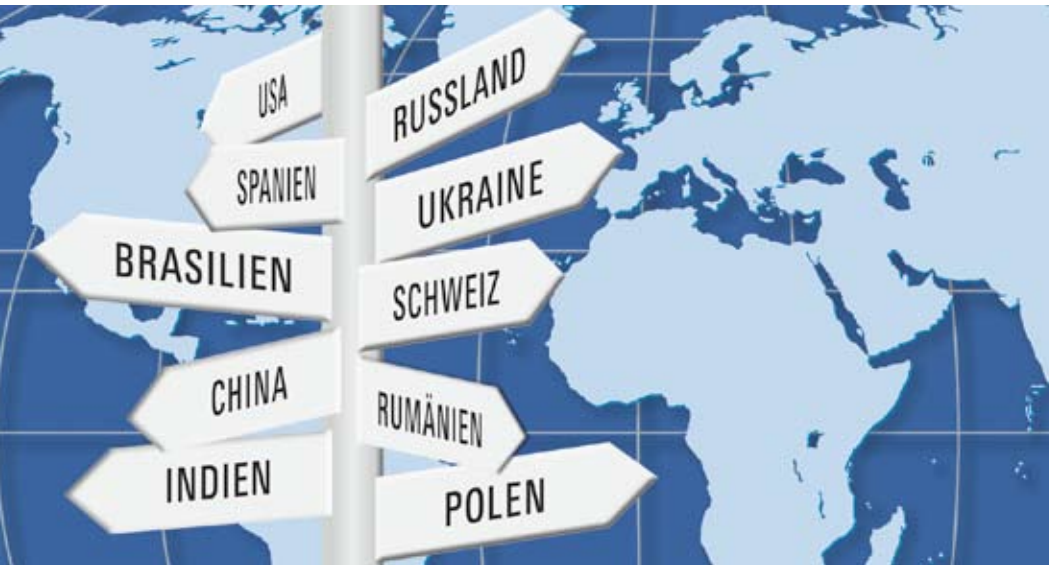 USA
SPANIEN
BRASILIEN
CHINA
INDIEN
RUSSLAND
UKRAINE
SCHWEIZ
RUMÄNIEN
POLEN